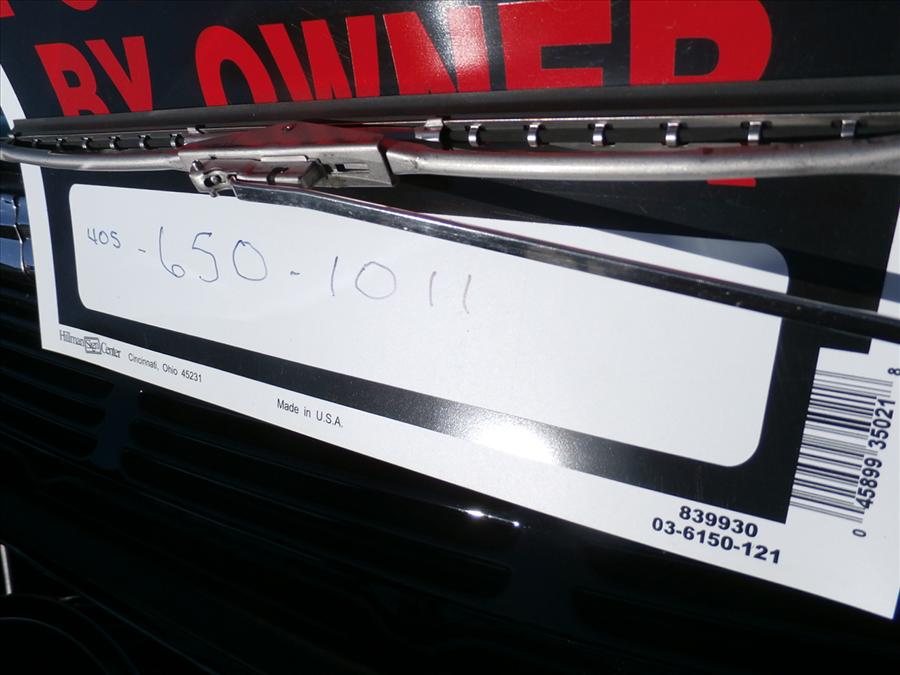 BY OWNER
405-650-1011
Hillman Sign Center Cincinnati, Ohio 45231
Made in U.S.A.
839930
03-6150-121
0 45899 35021 8